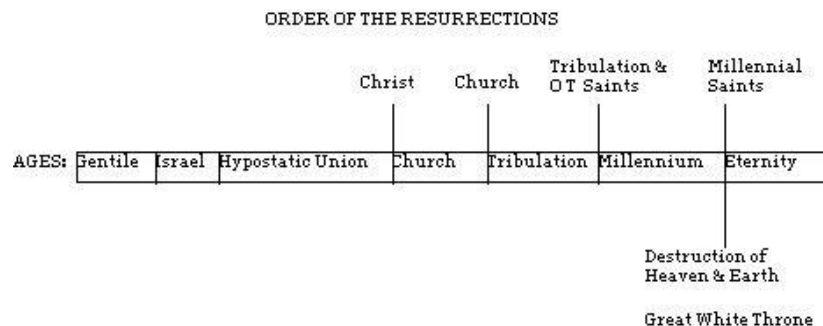 ORDER OF THE RESURRECTIONS
Christ
Church
Tribulation &
OT Saints
Millennial
Saints
AGES:
Gentile
Israel
Hypostatic Union
Church
Tribulation
Millennium
Eternity
Destruction of
Heaven & Earth
Great White Throne